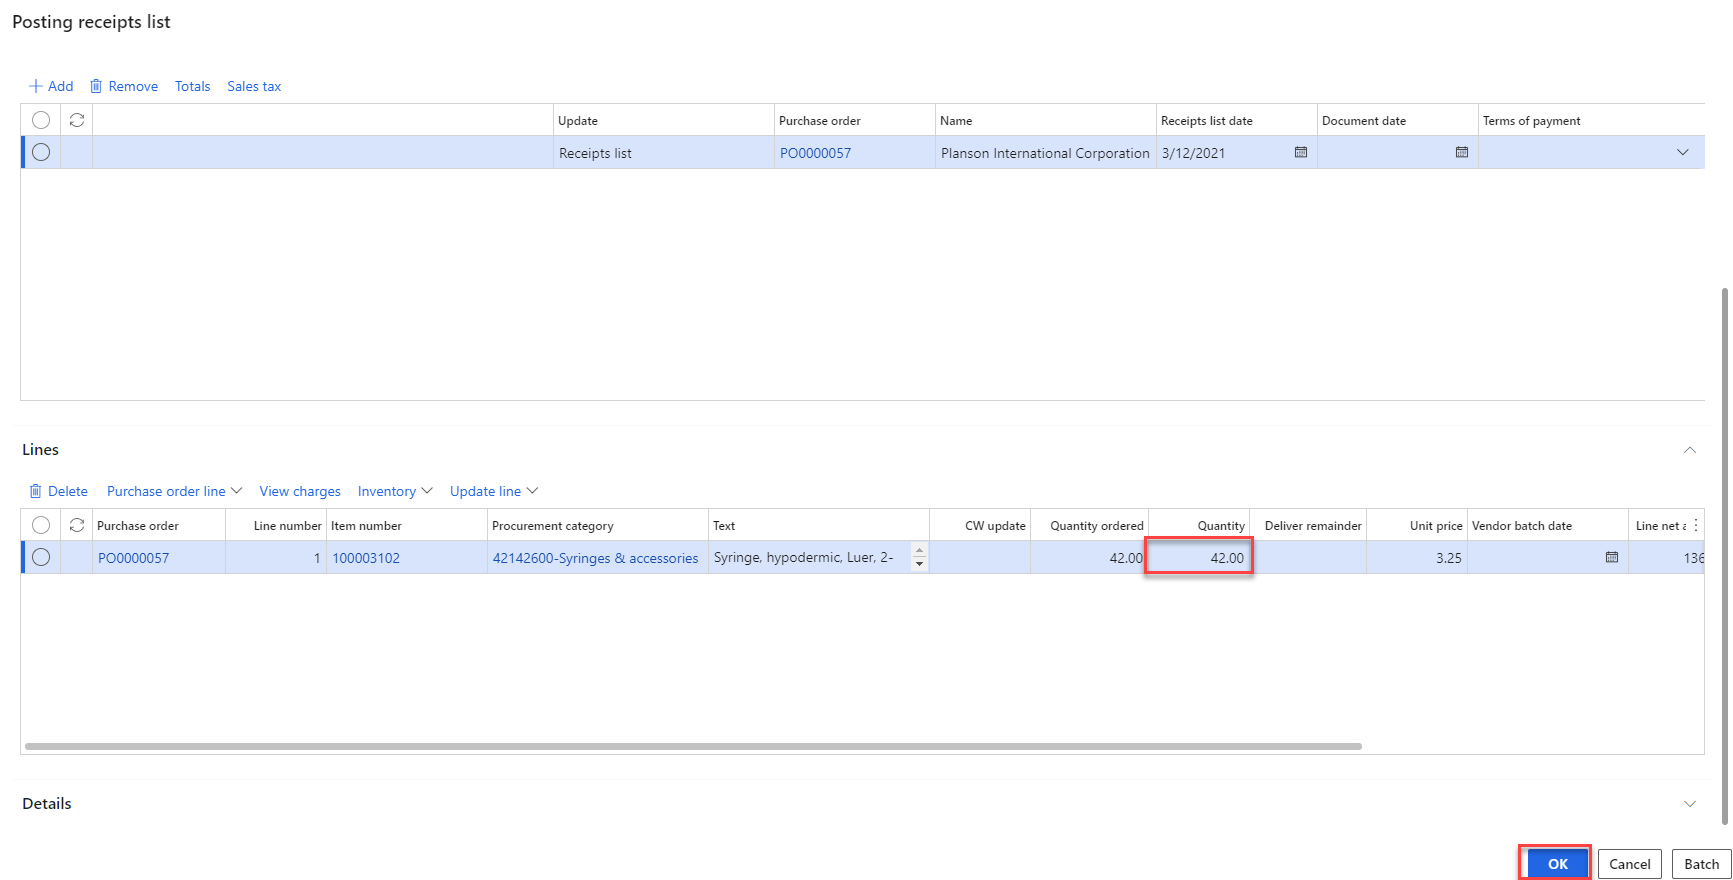 Posting receipts list
Add Remove Totals Sales tax
Update Purchase order Name Receipts list date Document date Terms of payment
Receipts list PO0000057 Planson International Corporation 3/12/2021
Lines
Delete Purchase order line View charges Inventory Update line
Purchase order Line number Item number Procurement category Text CW update Quantity ordered Quantity Deliver remainder Unit price Vendor batch date Line net a
PO0000057 1 100003102 42142600-Syringes & accessories Syringe, hypodermic, Luer, 2- 42.00 42.00 3.25 136
Details
OK Cancel Batch